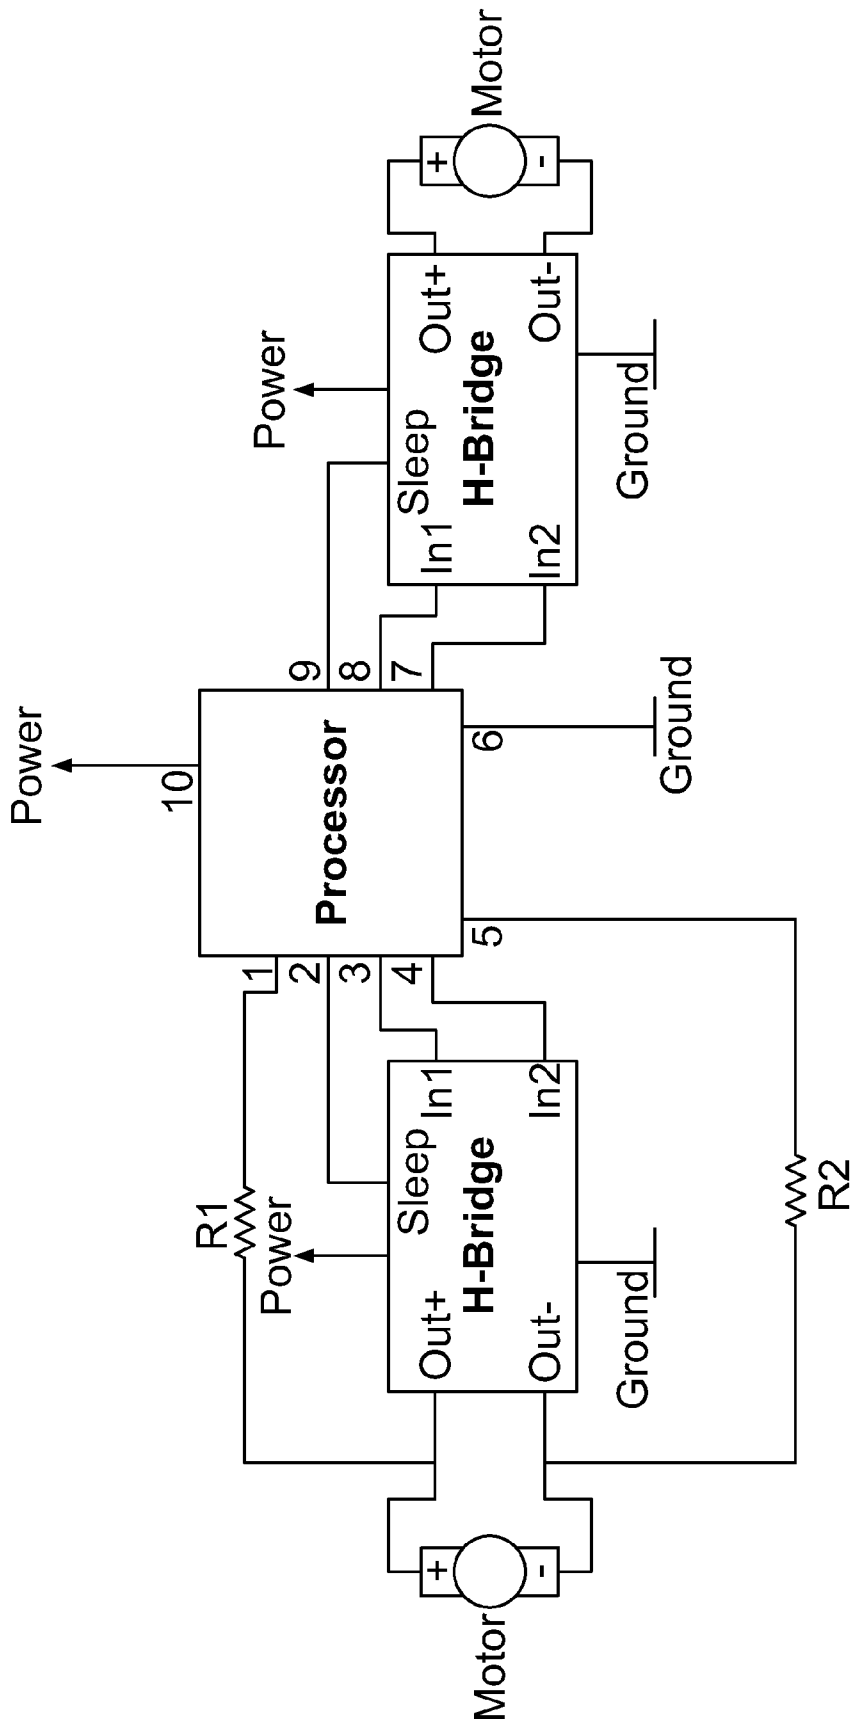 Power
10
Processor
1
2
3
4
5
6
7
8
9
R1
Power
Sleep
In1
In2
Out+
Out-
H-Bridge
Ground
+
-
Motor
R2
Ground
Power
Sleep
In1
In2
Out+
Out-
H-Bridge
Ground
+
-
Motor